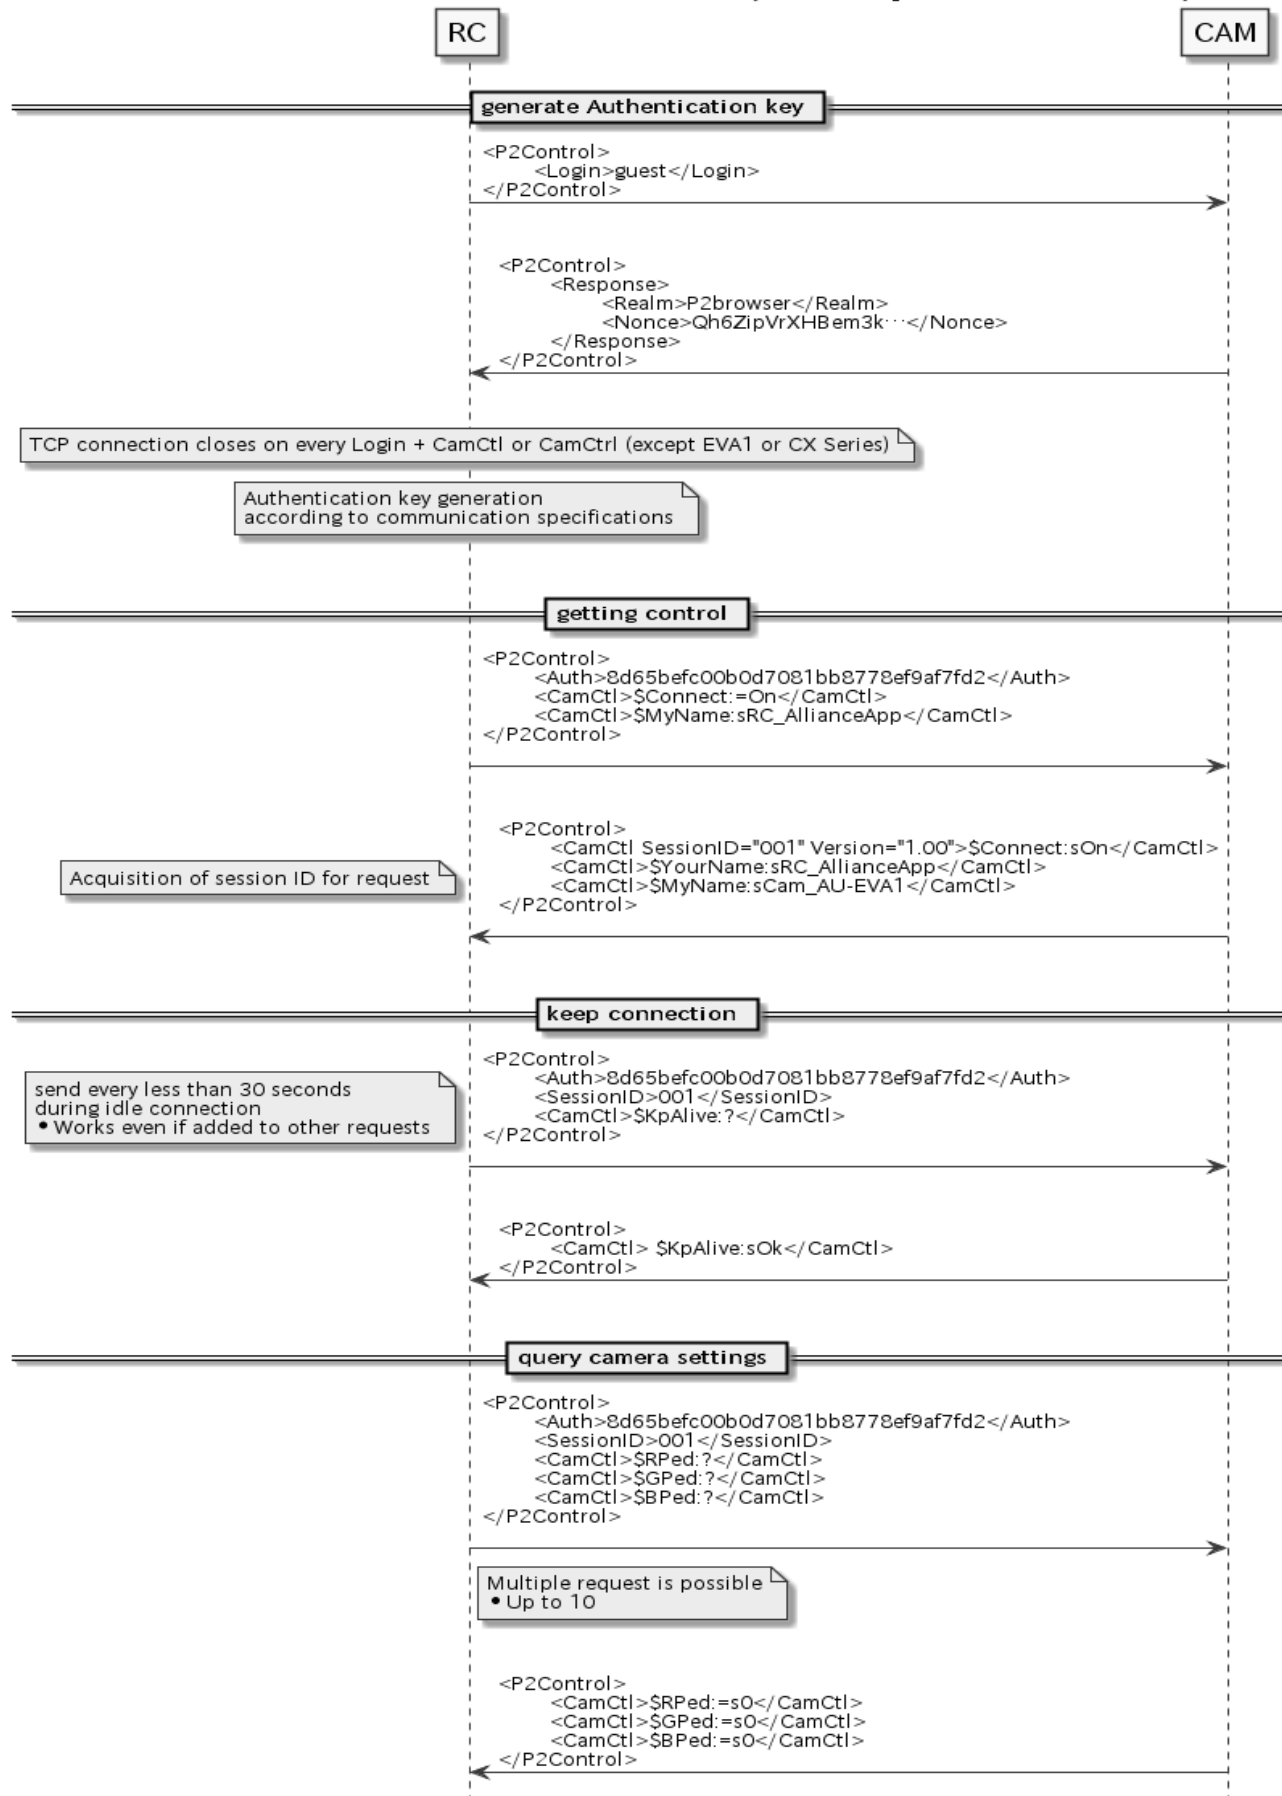 RC
CAM
generate Authentication key
<P2Control>
<Login>guest</Login>
</P2Control>
<P2Control>
<Response>
<Realm>P2browser</Realm>
<Nonce>Qh6ZipVrXHBem3k···</Nonce>
</Response>
</P2Control>
TCP connection closes on every Login + CamCtl or CamCtrl (except EVA1 or CX Series)
Authentication key generation
according to communication specifications
getting control
<P2Control>
<Auth>8d65befc00b0d7081bb8778ef9af7fd2</Auth>
<CamCtl>$Connect:=On</CamCtl>
<CamCtl>$MyName:sRC_AllianceApp</CamCtl>
</P2Control>
<P2Control>
<CamCtl SessionID="001" Version="1.00">$Connect:sOn</CamCtl>
<CamCtl>$YourName:sRC_AllianceApp</CamCtl>
<CamCtl>$MyName:sCam_AU-EVA1</CamCtl>
</P2Control>
Acquisition of session ID for request
keep connection
<P2Control>
<Auth>8d65befc00b0d7081bb8778ef9af7fd2</Auth>
<SessionID>001</SessionID>
<CamCtl>$KpAlive:?</CamCtl>
</P2Control>
send every less than 30 seconds
during idle connection
• Works even if added to other requests
<P2Control>
<CamCtl> $KpAlive:sOk</CamCtl>
</P2Control>
query camera settings
<P2Control>
<Auth>8d65befc00b0d7081bb8778ef9af7fd2</Auth>
<SessionID>001</SessionID>
<CamCtl>$RPed:?</CamCtl>
<CamCtl>$GPed:?</CamCtl>
<CamCtl>$BPed:?</CamCtl>
</P2Control>
Multiple request is possible
• Up to 10
<P2Control>
<CamCtl>$RPed:=s0</CamCtl>
<CamCtl>$GPed:=s0</CamCtl>
<CamCtl>$BPed:=s0</CamCtl>
</P2Control>